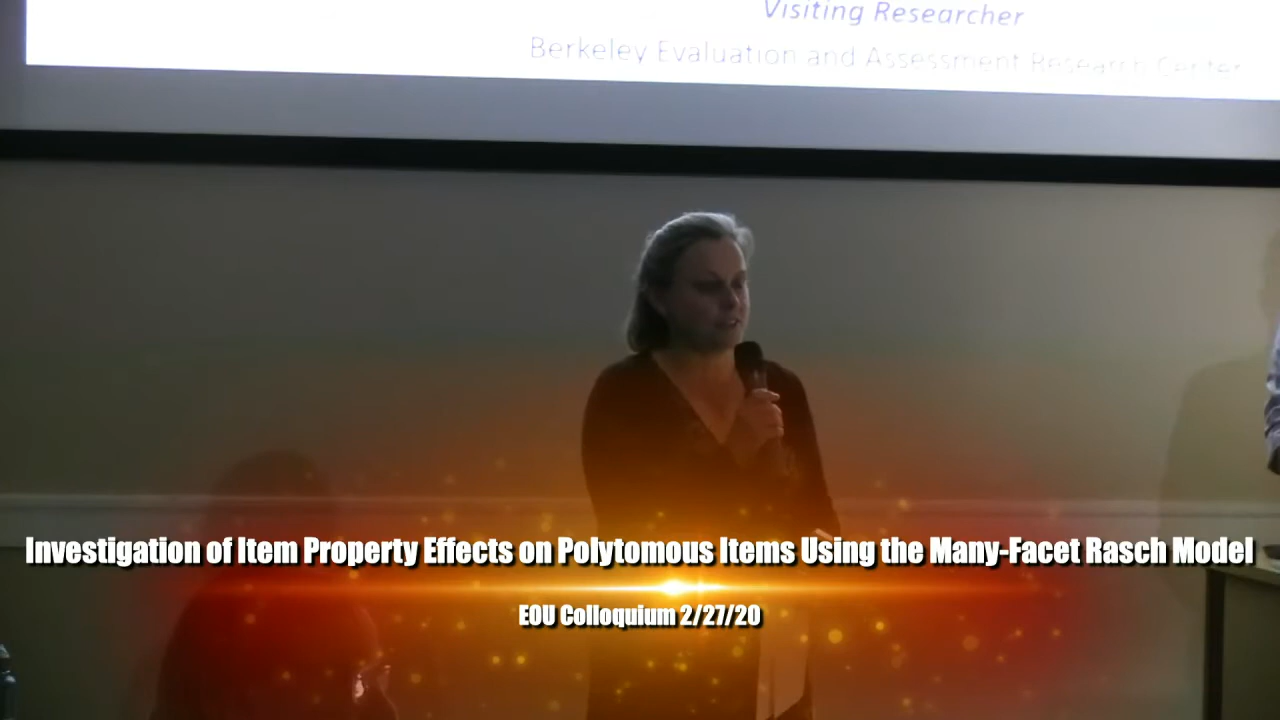 Visiting Researcher
Berkeley Evaluation and Assessment Research Center
Investigation of Item Property Effects on Polytomous Items Using the Many-Facet Rasch Model
EOU Colloquium 2/27/20